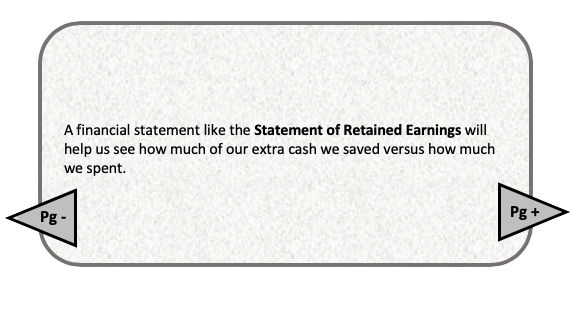 A financial statement like the Statement of Retained Earnings will
help us see how much of our extra cash we saved versus how much
we spent.
Pg -
Pg +